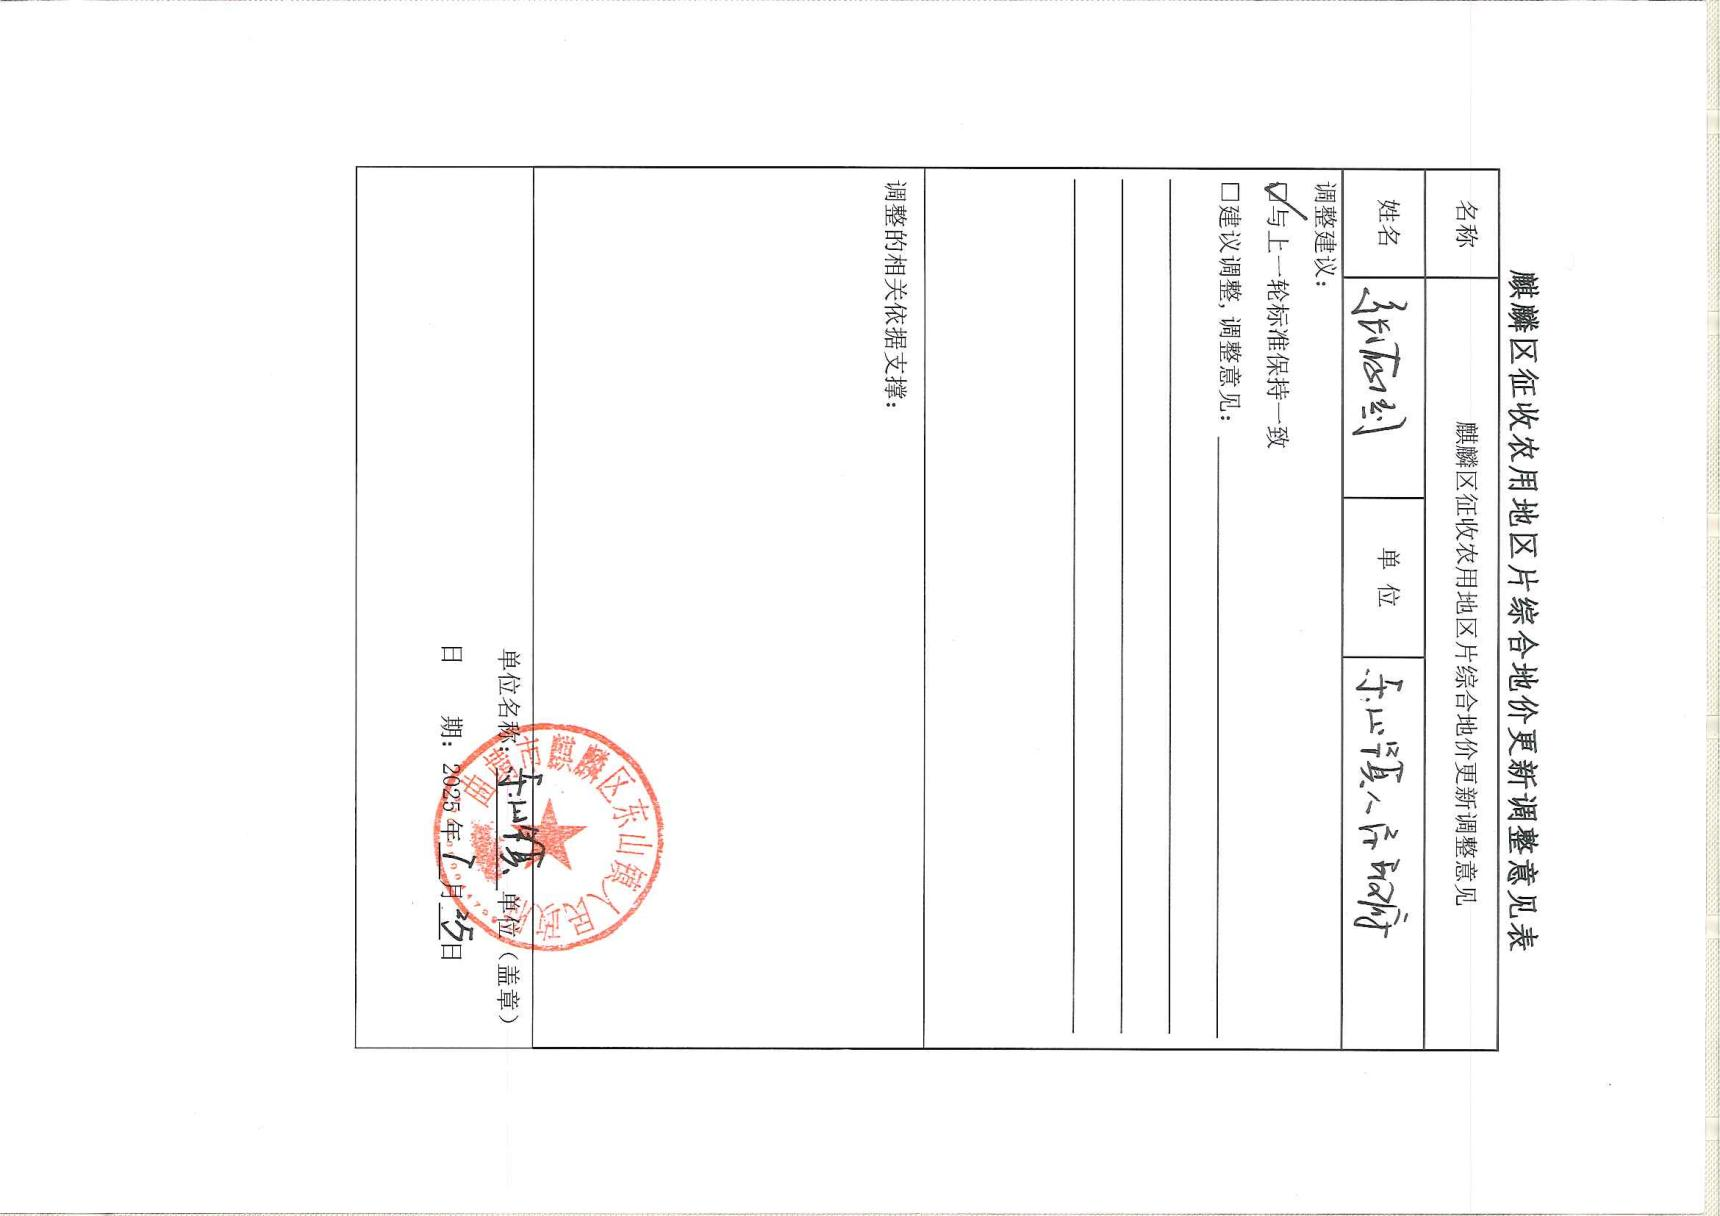 麒麟区征收农用地区片综合地价更新调整意见表
名称 麒麟区征收农用地区片综合地价更新调整意见
姓名 单位 东山镇人民政府
调整建议:
☑与上一轮标准保持一致
□建议调整,调整意见:
调整的相关依据支撑:
单位名称:东山镇 单位(盖章)
日 期:2025年 月25日
曲靖市麒麟区东山镇人民政府